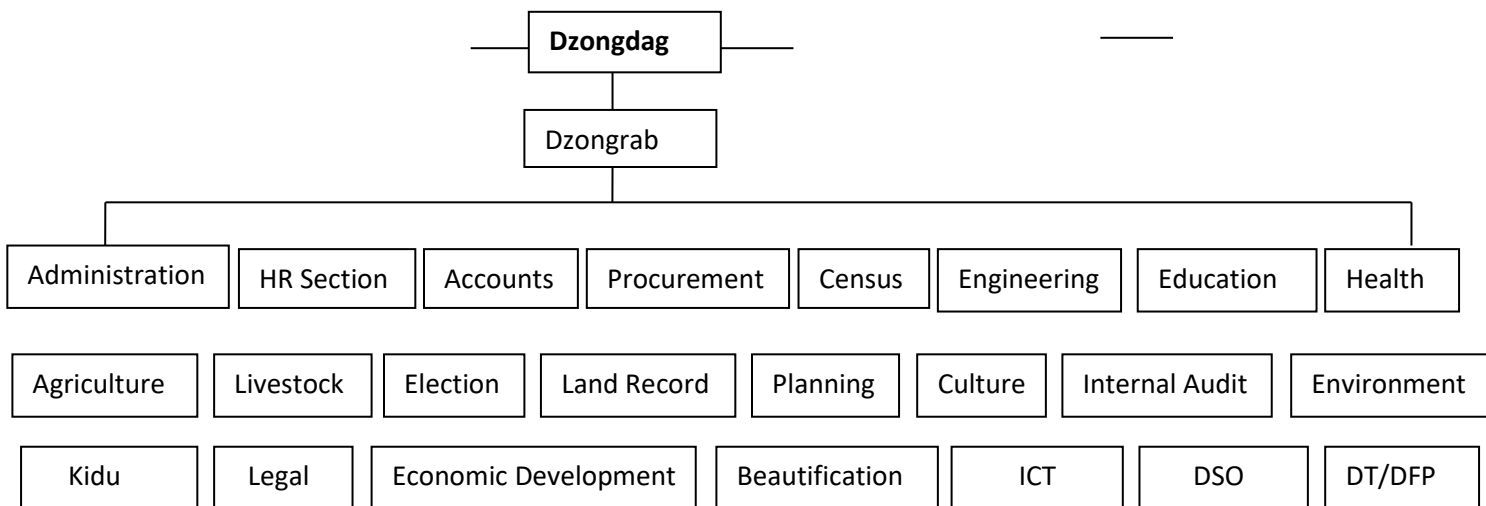 Dzongdag
Dzongrab
Administration HR Section Accounts Procurement Census Engineering Education Health
Agriculture Livestock Election Land Record Planning Culture Internal Audit Environment
Kidu Legal Economic Development Beautification ICT DSO DT/DFP